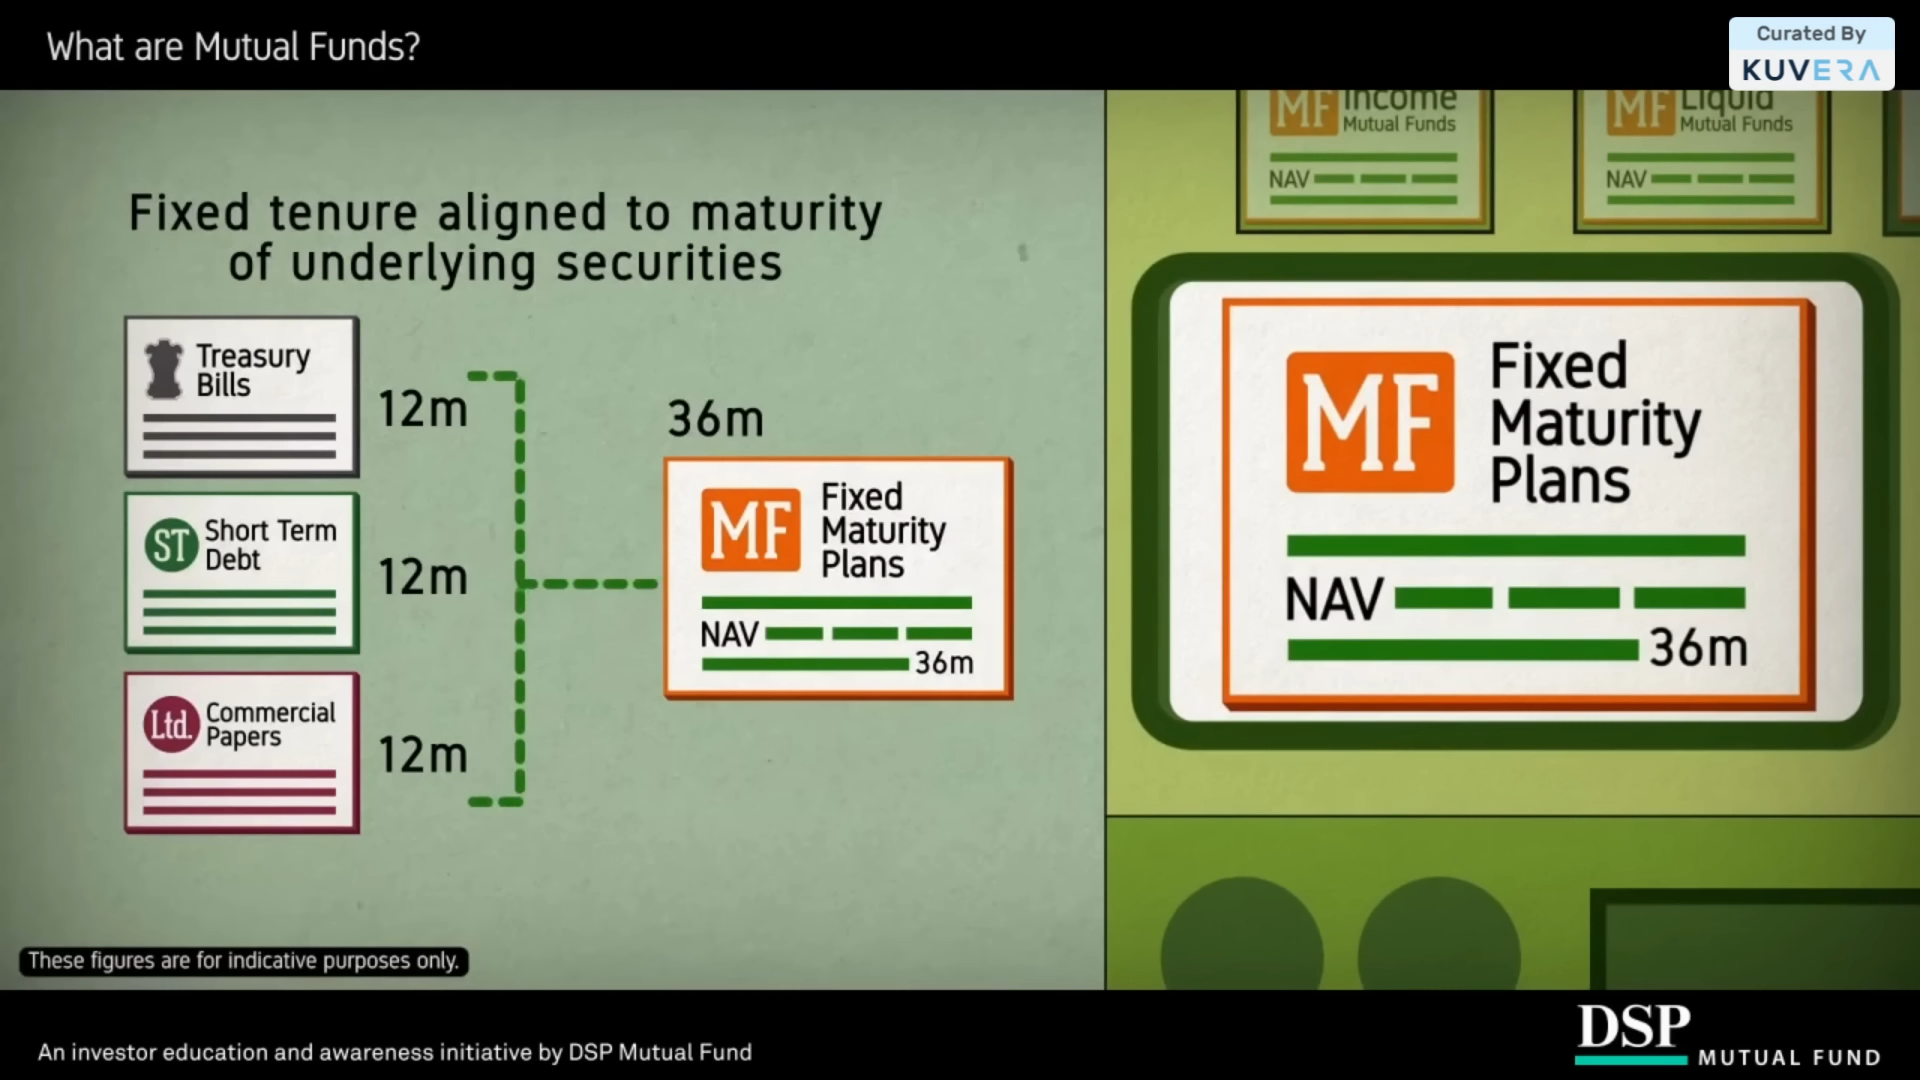 What are Mutual Funds?
Curated By
KUVERA
Fixed tenure aligned to maturity
of underlying securities
Treasury
Bills
12m
ST
Short Term
Debt
12m
Ltd.
Commercial
Papers
12m
36m
MF
Fixed
Maturity
Plans
NAV
36m
MF Income
Mutual Funds
NAV
MF Liquid
Mutual Funds
NAV
MF
Fixed
Maturity
Plans
NAV
36m
These figures are for indicative purposes only.
An investor education and awareness initiative by DSP Mutual Fund
DSP
MUTUAL FUND